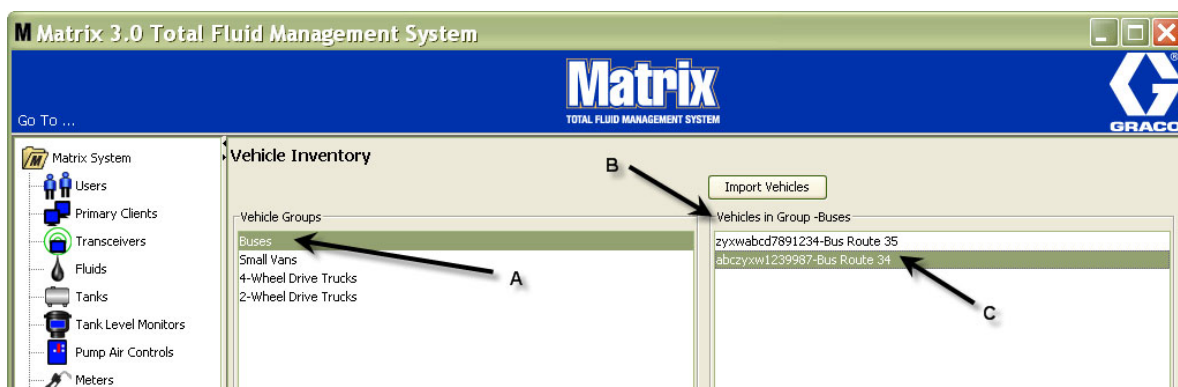 M Matrix 3.0 Total Fluid Management System
Matrix
TOTAL FLUID MANAGEMENT SYSTEM
GRACO
Go To ...
Matrix System
Users
Primary Clients
Transceivers
Fluids
Tanks
Tank Level Monitors
Pump Air Controls
Meters
Vehicle Inventory
B
Import Vehicles
Vehicle Groups
Buses
Small Vans
4-Wheel Drive Trucks
2-Wheel Drive Trucks
A
Vehicles in Group -Buses
zyxwabcd7891234-Bus Route 35
abczyxw1239987-Bus Route 34
C